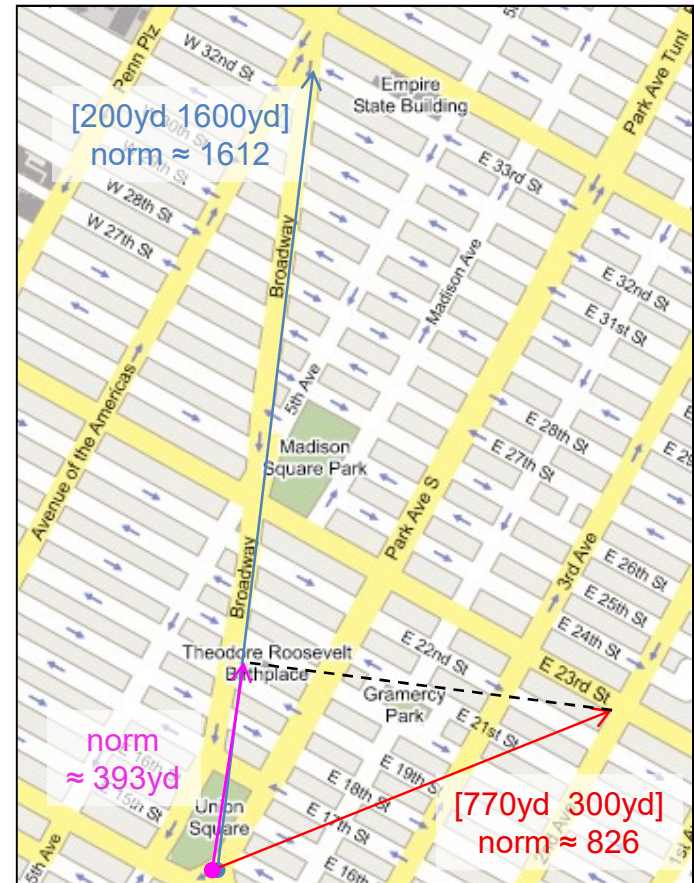 Penn Plz
W 32nd St
5th
Park Ave Tunl
Empire
State Building
[200yd 1600yd]
norm ≈ 1612
E 33rd St
W 28th St
W 27th St
Broadway
Madison Ave
E 32nd St
E 31st St
5th Ave
Avenue of the Americas
Madison
Square Park
E 28th St
E 27th St
Park Ave S
3rd Ave
E 26th St
E 25th St
E 24th St
Broadway
Theodore Roosevelt
Birthplace
E 22nd St
E 23rd St
Gramercy
Park
E 21st St
norm
≈ 393yd
E 19th St
E 18th St
E 17th St
E 16th St
Union
Square
[770yd 300yd]
norm ≈ 826
5th Ave